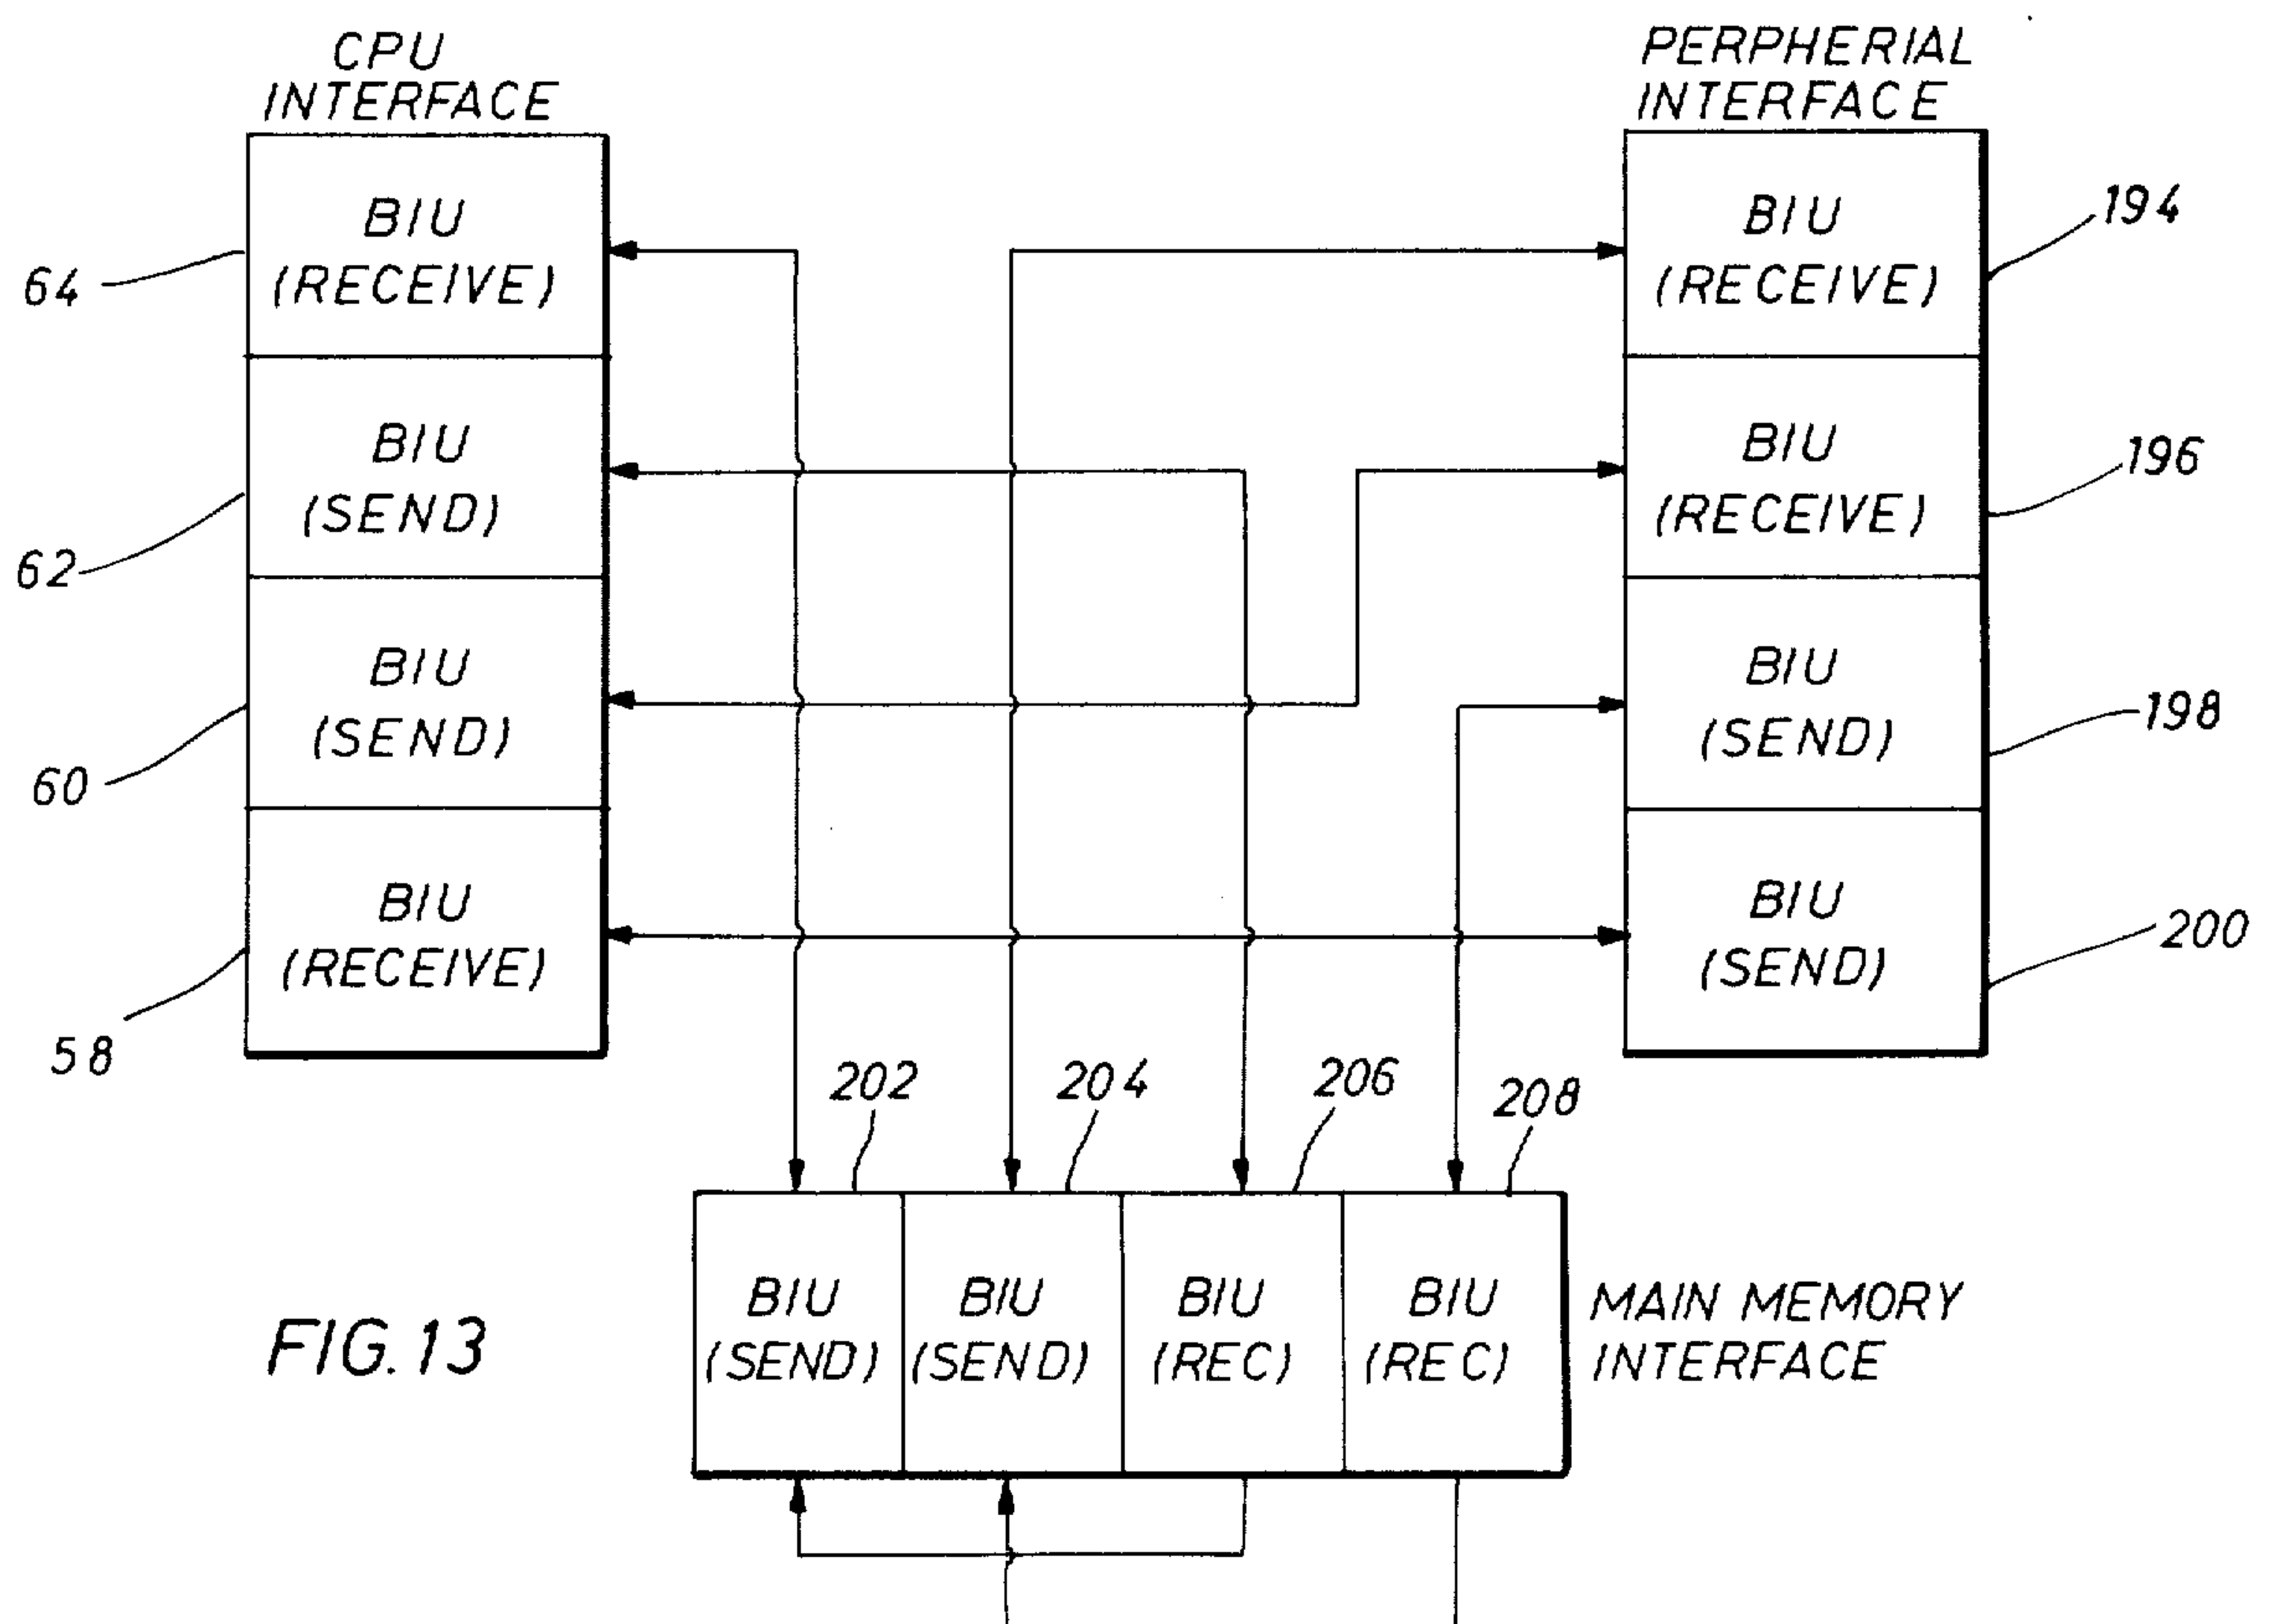 CPU
INTERFACE
BIU
(RECEIVE)
64
BIU
(SEND)
62
BIU
(SEND)
60
BIU
(RECEIVE)
58
PERPHERIAL
INTERFACE
BIU
(RECEIVE)
194
BIU
(RECEIVE)
196
BIU
(SEND)
198
BIU
(SEND)
200
202
204
206
208
BIU
(SEND)
BIU
(SEND)
BIU
(REC)
BIU
(REC)
MAIN MEMORY
INTERFACE
FIG. 13